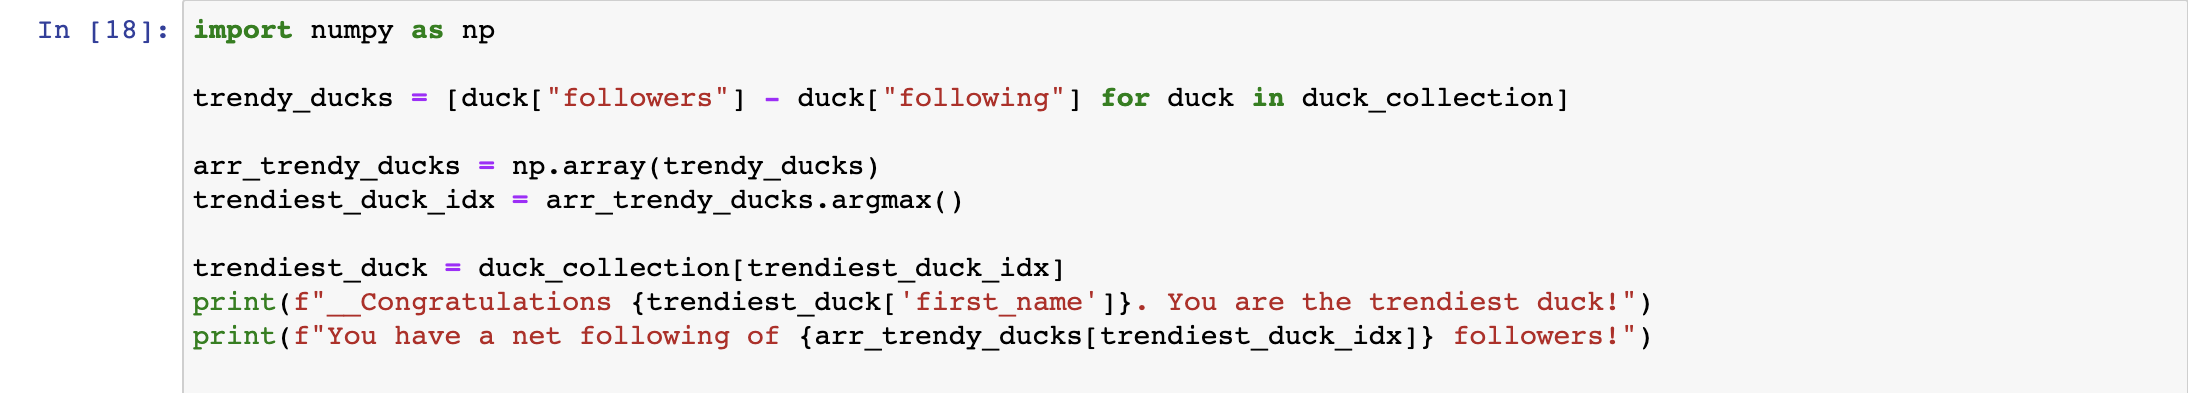 In [18]: import numpy as np
trendy_ducks = [duck["followers"] - duck["following"] for duck in duck_collection]
arr_trendy_ducks = np.array(trendy_ducks)
trendiest_duck_idx = arr_trendy_ducks.argmax()
trendiest_duck = duck_collection[trendiest_duck_idx]
print(f"__Congratulations {trendiest_duck['first_name']}. You are the trendiest duck!")
print(f"You have a net following of {arr_trendy_ducks[trendiest_duck_idx]} followers!")